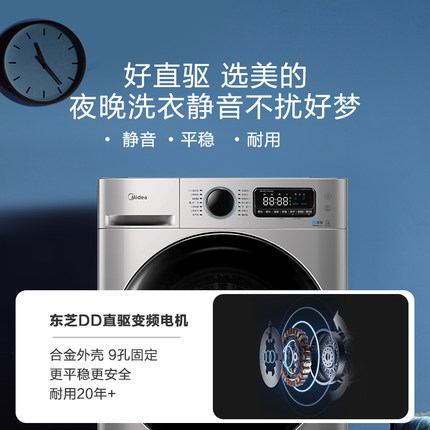 好直驱 选美的
夜晚洗衣静音不扰好梦
· 静音 · 平稳 · 耐用
Midea
88:88
东芝DD直驱变频电机
合金外壳 9孔固定
更平稳更安全
耐用20年+